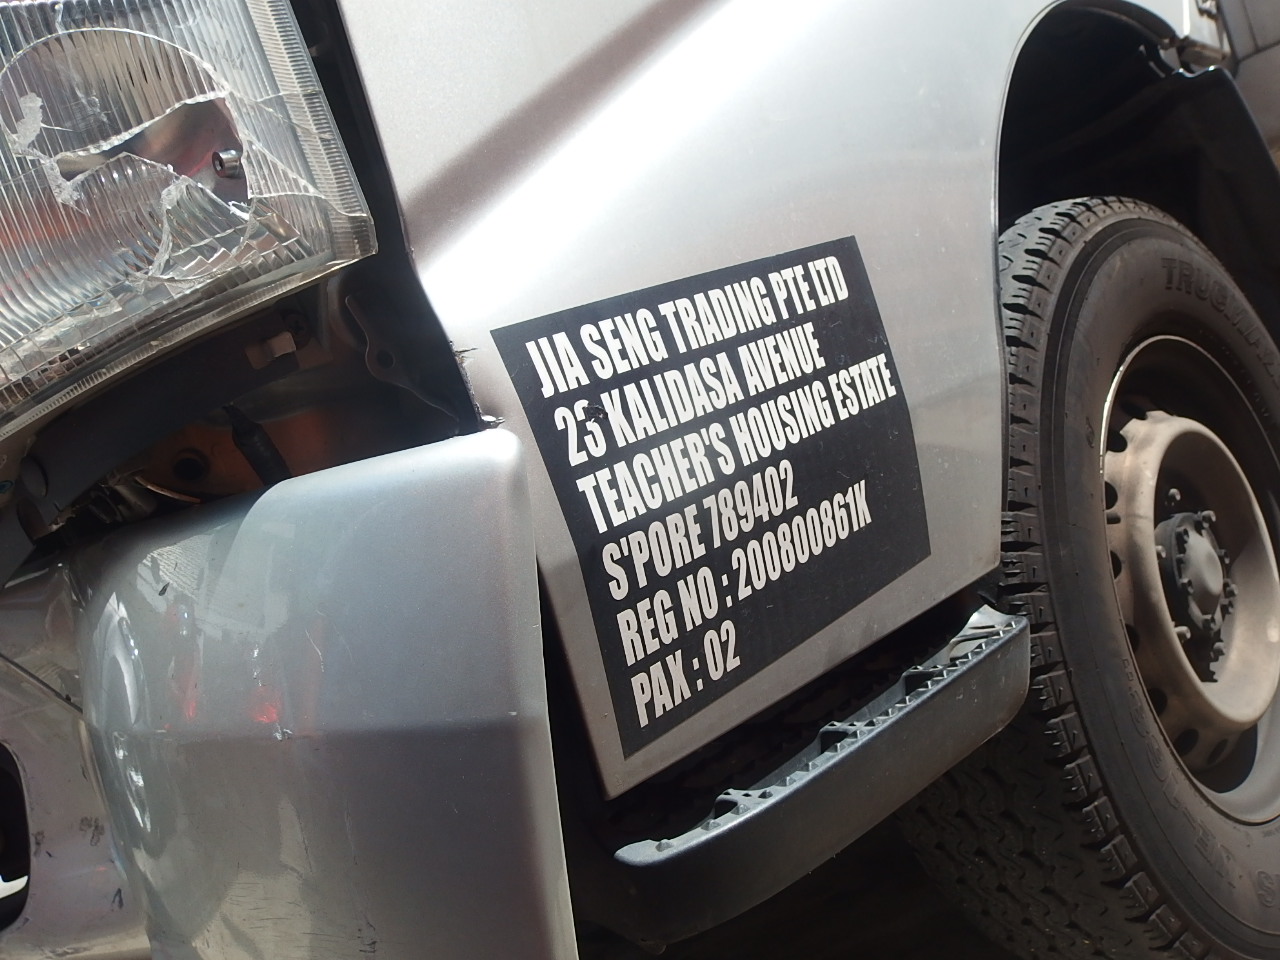 JIA SENG TRADING PTE LTD
23 KALIDASA AVENUE
TEACHER'S HOUSING ESTATE
S'PORE 789402
REG NO : 200800861K
PAX : 02